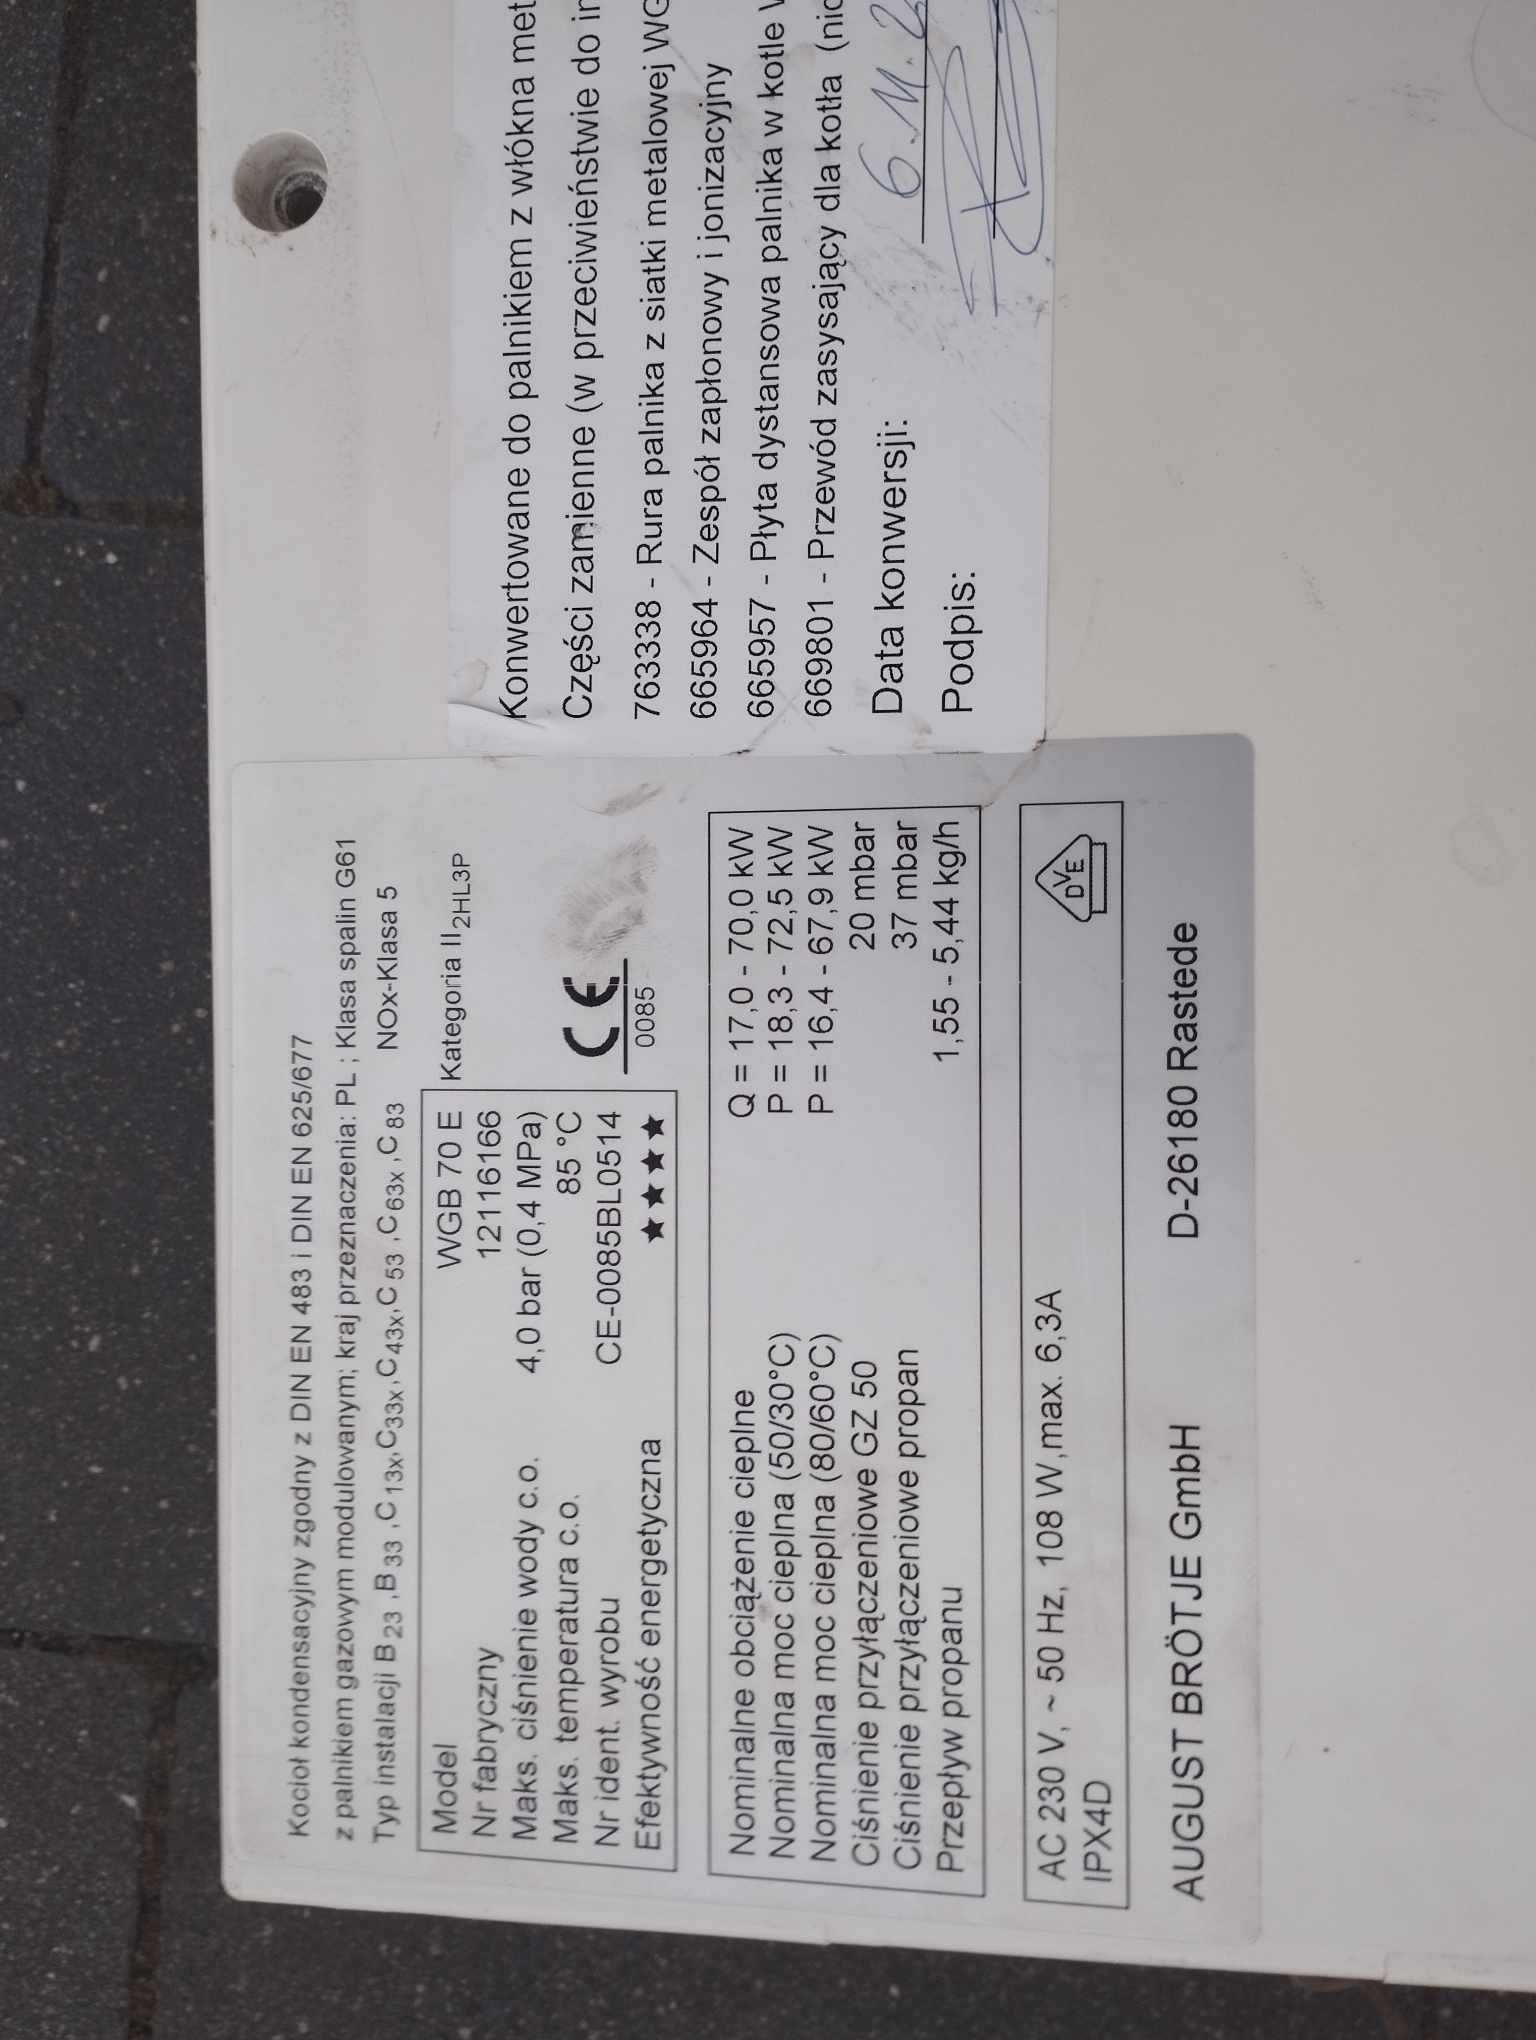 Kocioł kondensacyjny zgodny z DIN EN 483 i DIN EN 625/677
z palnikiem gazowym modulowanym; kraj przeznaczenia: PL ; Klasa spalin G61
Typ instalacji B23 ,B33 ,C13x,C33x,C43x,C53 ,C63x ,C83 NOx-Klasa 5
Model WGB 70 E
Nr fabryczny 12116166
Maks. ciśnienie wody c.o. 4,0 bar (0,4 MPa)
Maks. temperatura c.o. 85 °C
Nr ident. wyrobu CE-0085BL0514
Efektywność energetyczna ★★★★
Kategoria II2HL3P
CE
0085
Nominalne obciążenie cieplne Q = 17,0 - 70,0 kW
Nominalna moc cieplna (50/30°C) P = 18,3 - 72,5 kW
Nominalna moc cieplna (80/60°C) P = 16,4 - 67,9 kW
Ciśnienie przyłączeniowe GZ 50 20 mbar
Ciśnienie przyłączeniowe propan 37 mbar
Przepływ propanu 1,55 - 5,44 kg/h
AC 230 V, ~ 50 Hz, 108 W,max. 6,3A
IPX4D
DVE
AUGUST BRÖTJE GmbH D-26180 Rastede
Konwertowane do palnikiem z włókna met
Części zamienne (w przeciwieństwie do in
763338 - Rura palnika z siatki metalowej WG
665964 - Zespół zapłonowy i jonizacyjny
665957 - Płyta dystansowa palnika w kotle
669801 - Przewód zasysający dla kotła (nic
Data konwersji: 6.
Podpis: